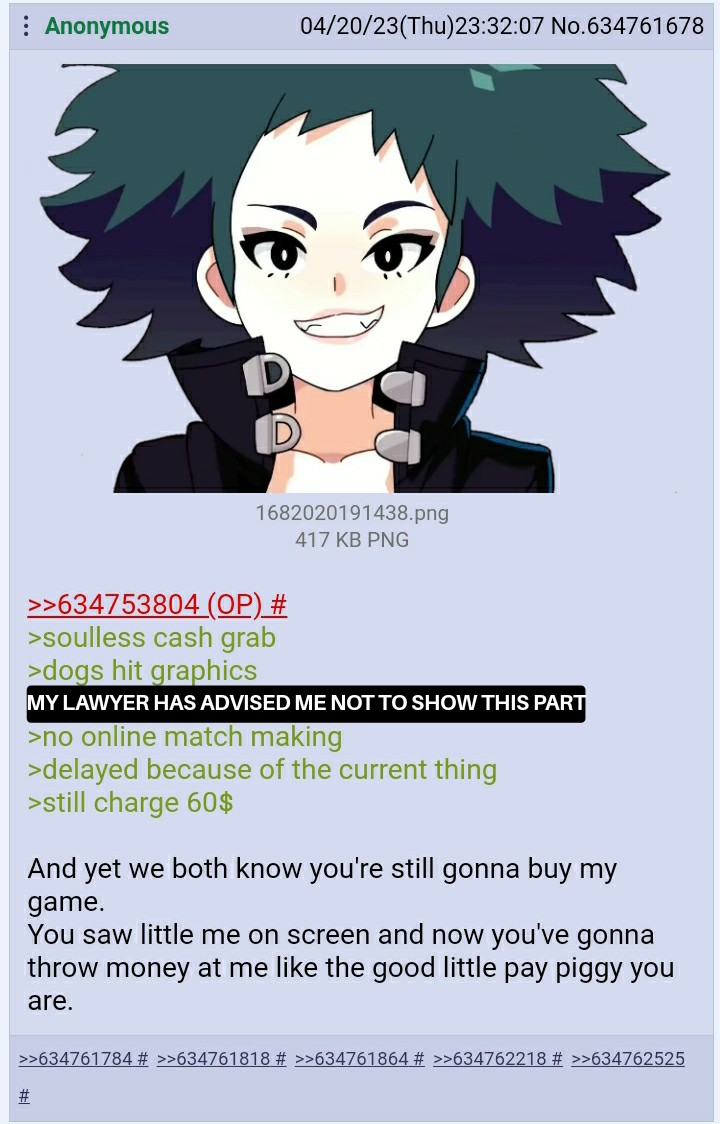 Anonymous 04/20/23(Thu)23:32:07 No.634761678
1682020191438.png
417 KB PNG
>>634753804 (OP) #
>soulless cash grab
>dogs hit graphics
MY LAWYER HAS ADVISED ME NOT TO SHOW THIS PART
>no online match making
>delayed because of the current thing
>still charge 60$
And yet we both know you're still gonna buy my
game.
You saw little me on screen and now you've gonna
throw money at me like the good little pay piggy you
are.
>>634761784 # >>634761818 # >>634761864 # >>634762218 # >>634762525
#